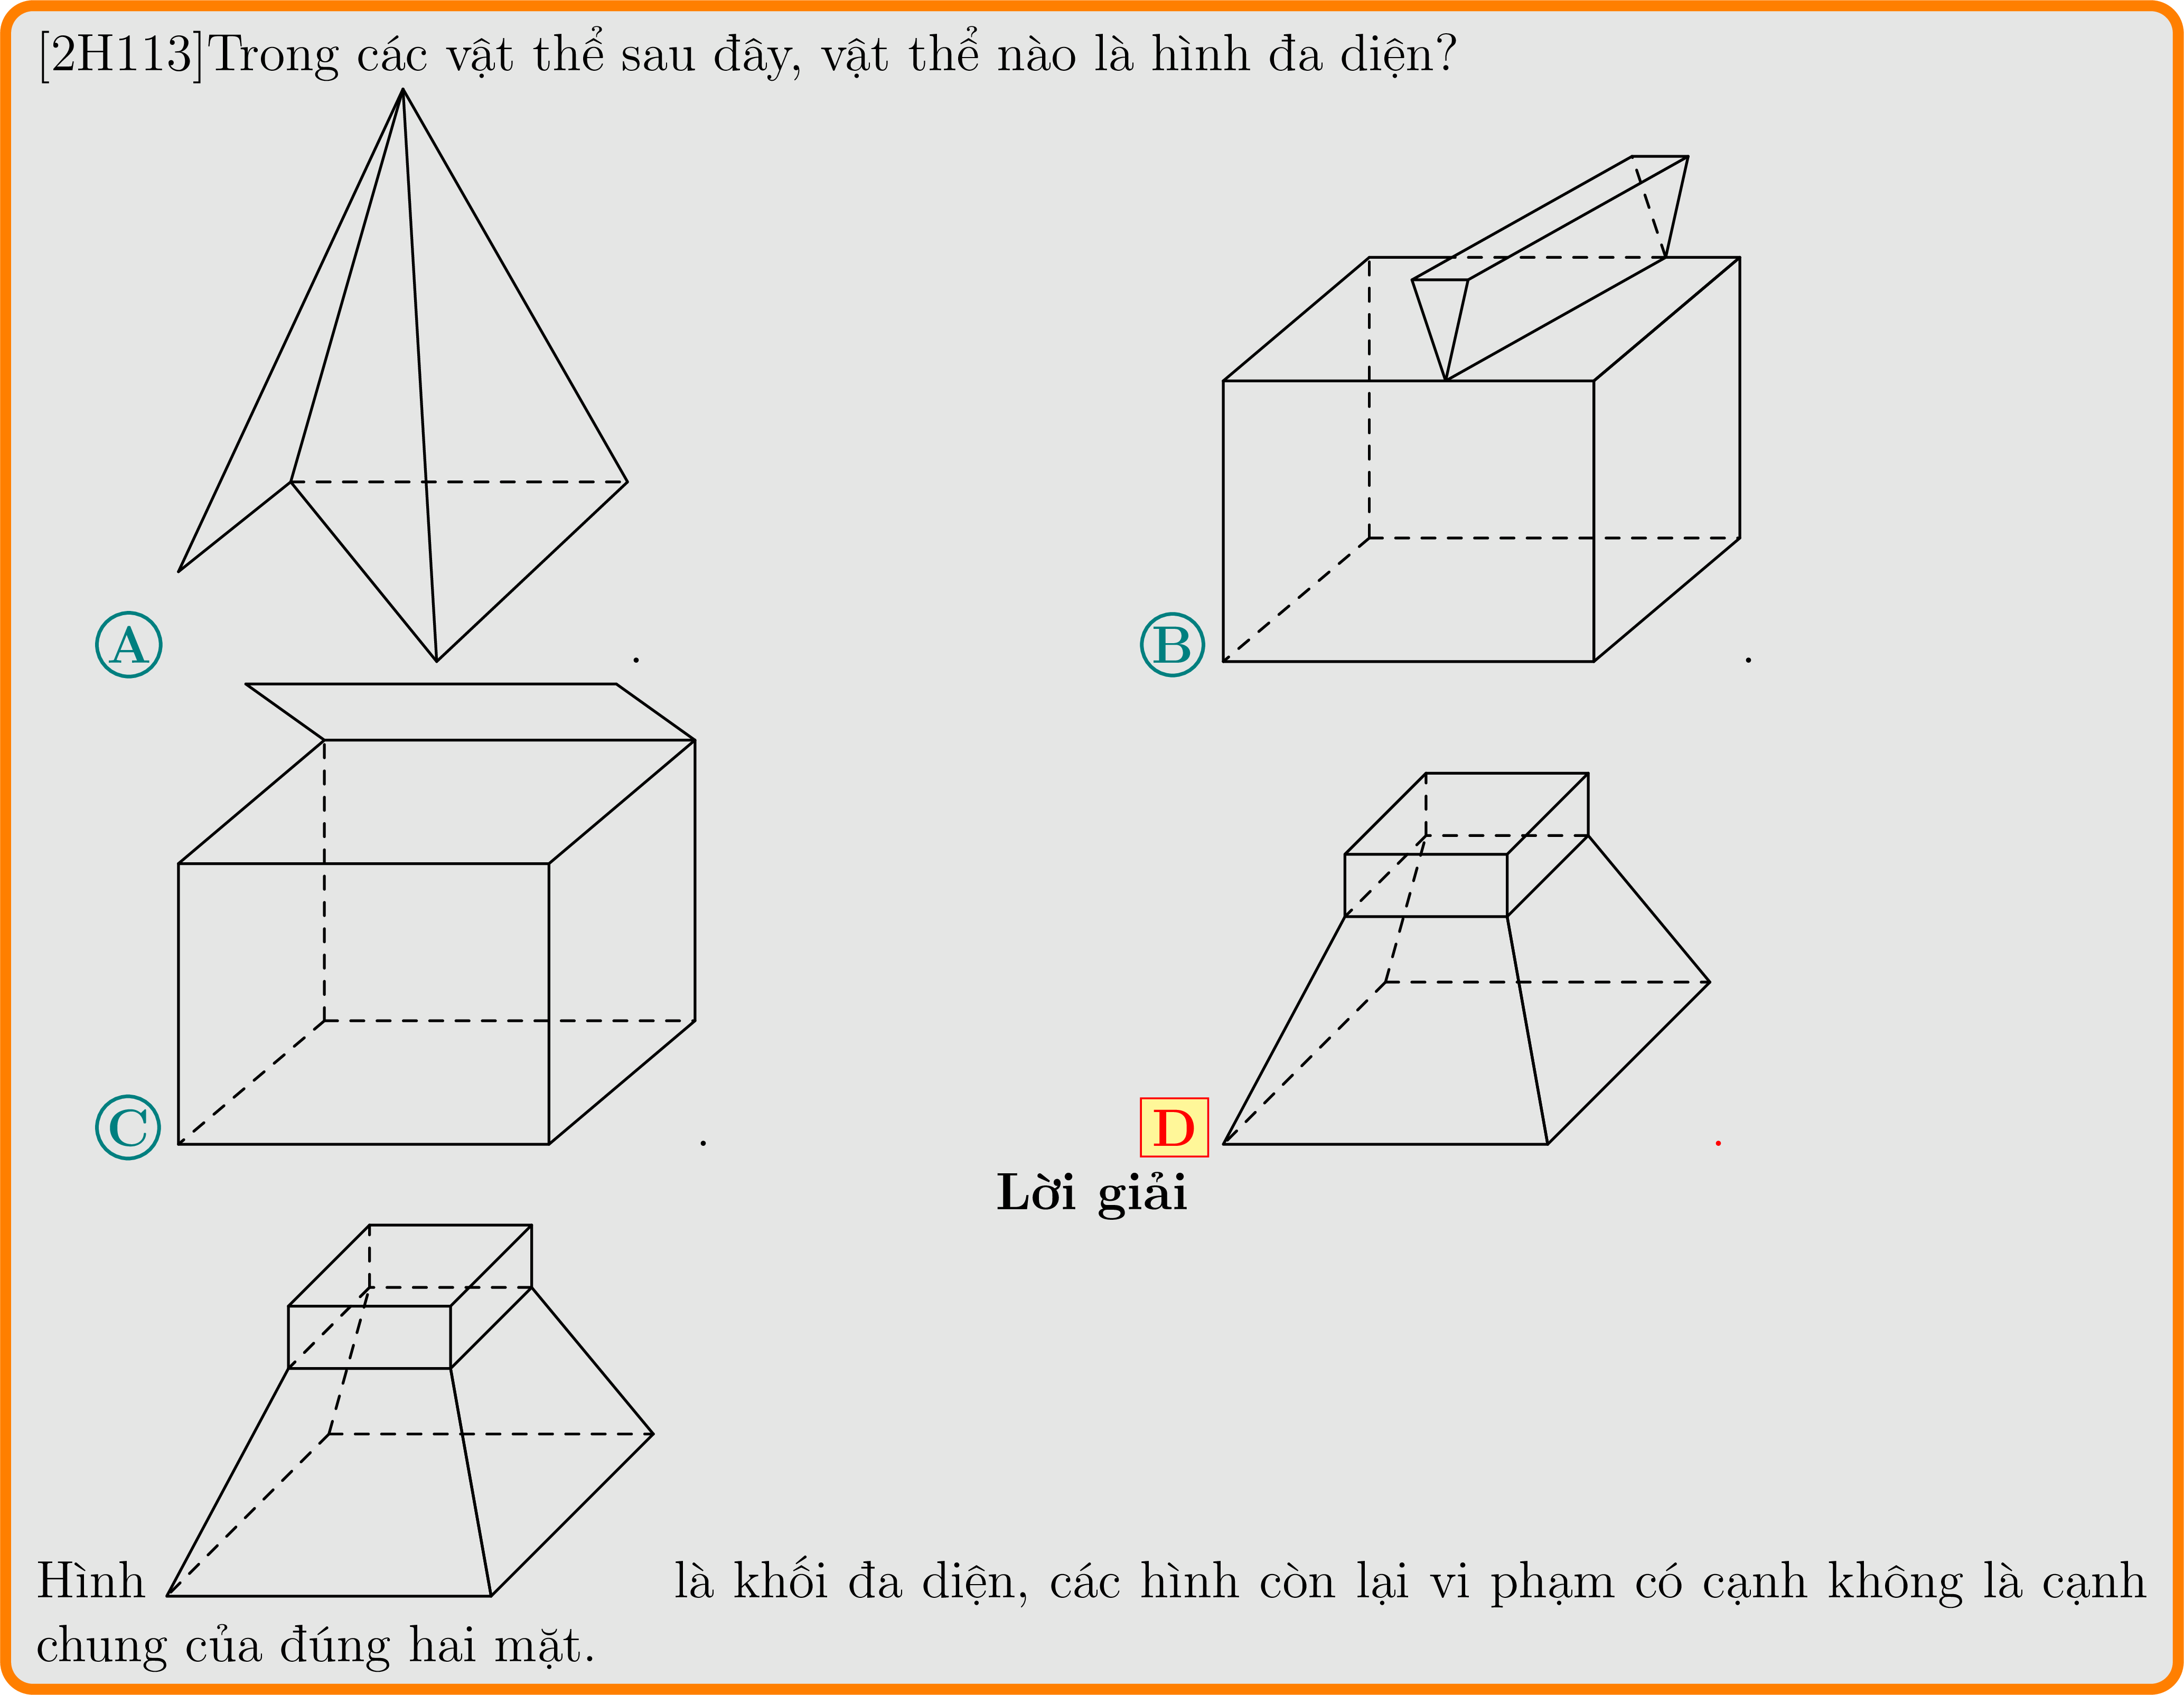 [2H113]Trong các vật thể sau đây, vật thể nào là hình đa diện?
A .
B .
C .
D .
Lời giải
Hình là khối đa diện, các hình còn lại vi phạm có cạnh không là cạnh
chung của đúng hai mặt.